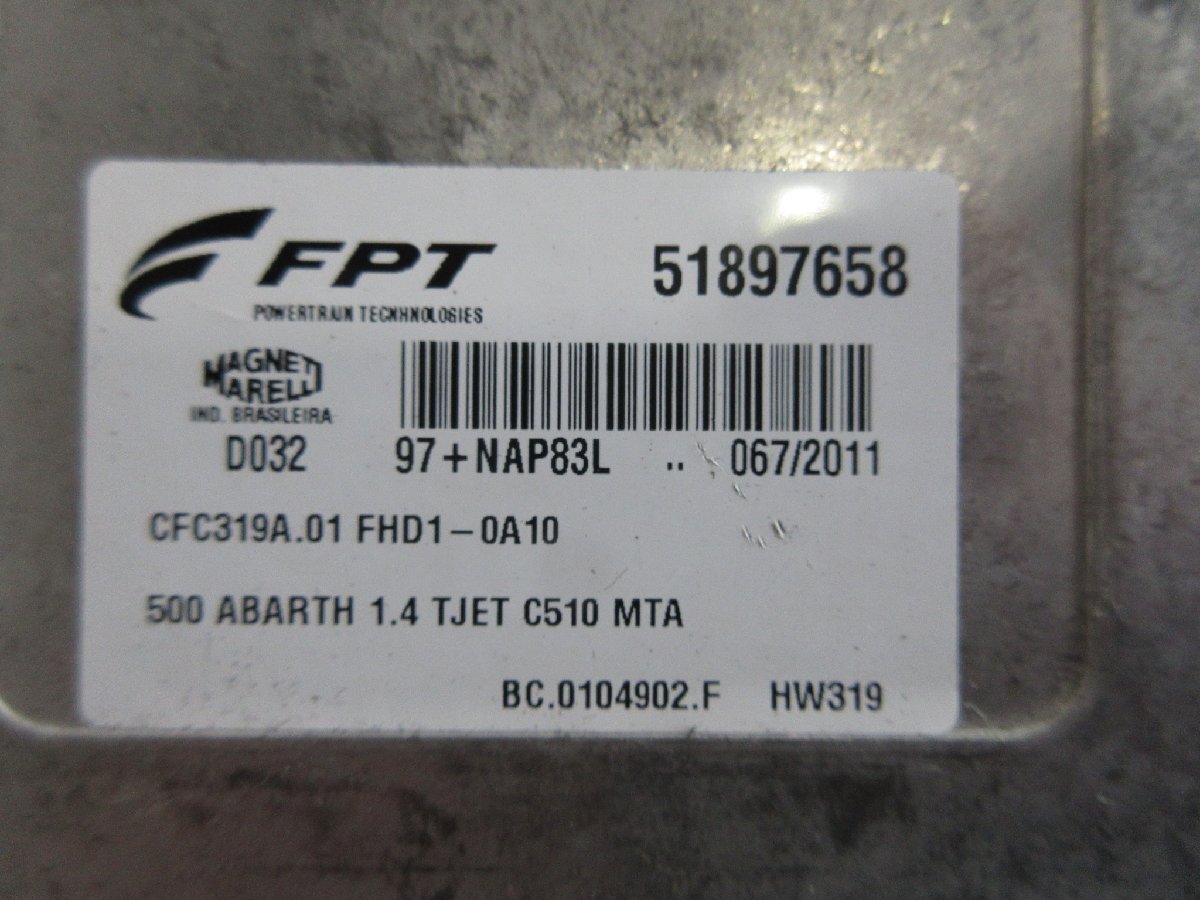 FPT 51897658
POWERTRAIN TECNHNOLOGIES
MAGNETI
MARELLI
IND. BRASILEIRA
D032 97+NAP83L .. 067/2011
CFC319A.01 FHD1-0A10
500 ABARTH 1.4 TJET C510 MTA
BC.0104902.F HW319